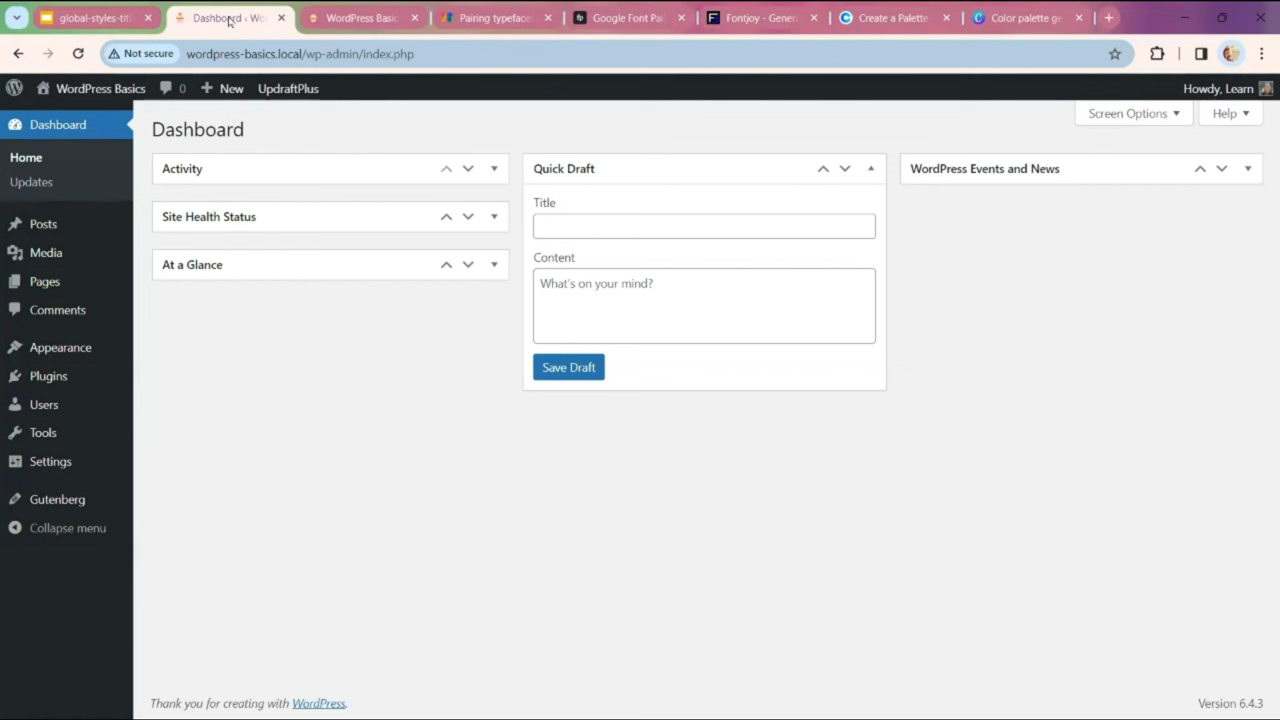 global-styles-titl
Dashboard ‹ Wo
WordPress Basic
Pairing typeface
Google Font Pai
Fontjoy - Gener
Create a Palette
Color palette ge
Not secure
wordpress-basics.local/wp-admin/index.php
WordPress Basics
0
New
UpdraftPlus
Howdy, Learn
Dashboard
Home
Updates
Posts
Media
Pages
Comments
Appearance
Plugins
Users
Tools
Settings
Gutenberg
Collapse menu
Dashboard
Screen Options
Help
Activity
Site Health Status
At a Glance
Quick Draft
Title
Content
What's on your mind?
Save Draft
WordPress Events and News
Thank you for creating with WordPress.
Version 6.4.3